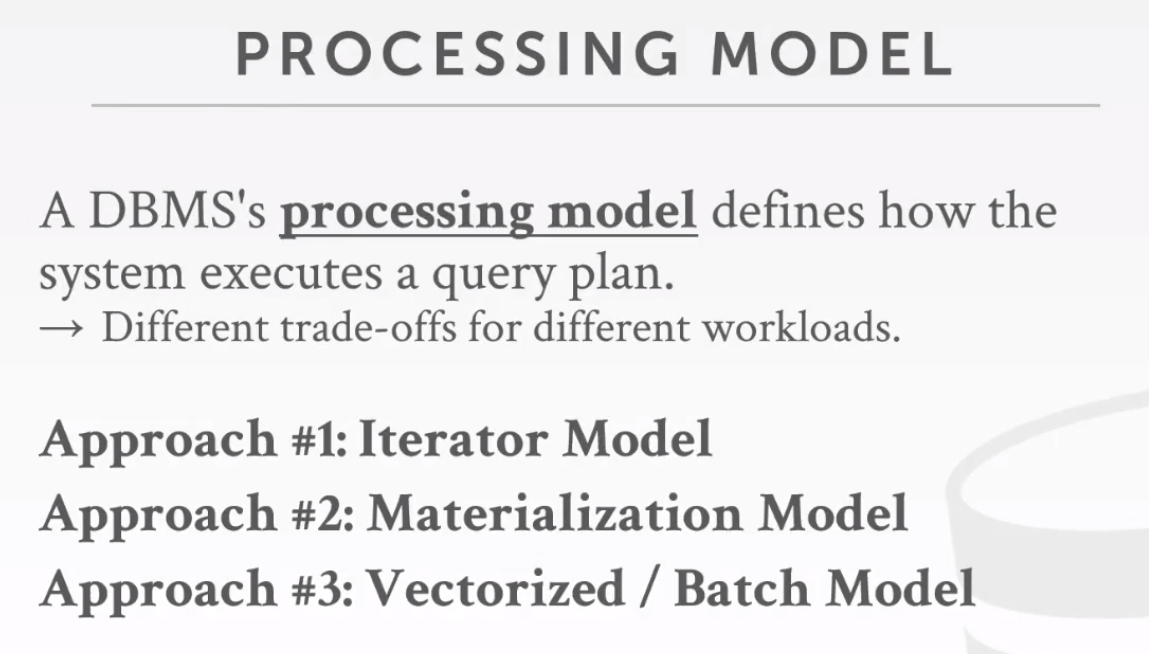 PROCESSING MODEL
A DBMS's processing model defines how the
system executes a query plan.
→ Different trade-offs for different workloads.
Approach #1: Iterator Model
Approach #2: Materialization Model
Approach #3: Vectorized / Batch Model